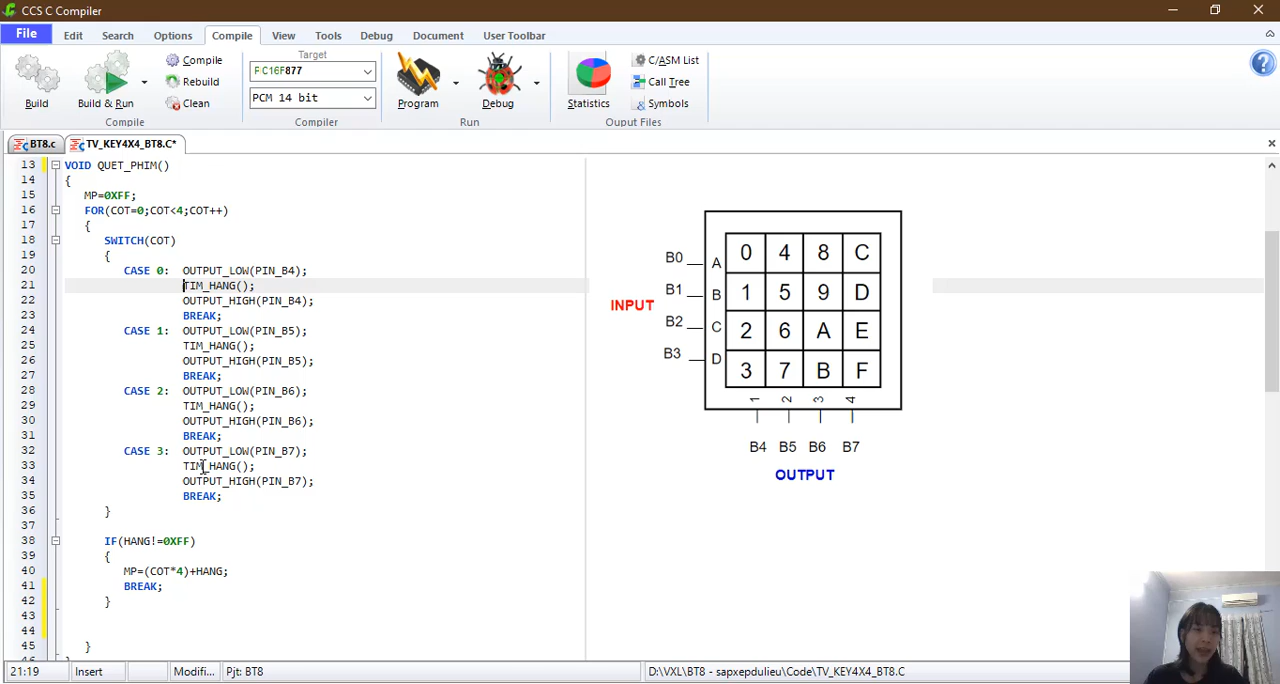 CCS C Compiler
File Edit Search Options Compile View Tools Debug Document User Toolbar
Build
Build & Run
Compile
Rebuild
Clean
Compile
Target
PIC16F877
PCM 14 bit
Compiler
Program
Debug
Run
Statistics
C/ASM List
Call Tree
Symbols
Ouput Files
BT8.c TV_KEY4X4_BT8.C*
13 VOID QUET_PHIM()
14 {
15 MP=0XFF;
16 FOR(COT=0;COT<4;COT++)
17 {
18 SWITCH(COT)
19 {
20 CASE 0: OUTPUT_LOW(PIN_B4);
21 TIM_HANG();
22 OUTPUT_HIGH(PIN_B4);
23 BREAK;
24 CASE 1: OUTPUT_LOW(PIN_B5);
25 TIM_HANG();
26 OUTPUT_HIGH(PIN_B5);
27 BREAK;
28 CASE 2: OUTPUT_LOW(PIN_B6);
29 TIM_HANG();
30 OUTPUT_HIGH(PIN_B6);
31 BREAK;
32 CASE 3: OUTPUT_LOW(PIN_B7);
33 TIM_HANG();
34 OUTPUT_HIGH(PIN_B7);
35 BREAK;
36 }
37
38 IF(HANG!=0XFF)
39 {
40 MP=(COT*4)+HANG;
41 BREAK;
42 }
43
44
45 }
INPUT
B0 A 0 4 8 C
B1 B 1 5 9 D
B2 C 2 6 A E
B3 D 3 7 B F
1 2 3 4
B4 B5 B6 B7
OUTPUT
21:19 Insert Modifi... Pjt: BT8 D:\VXL\BT8 - sapxepdulieu\Code\TV_KEY4X4_BT8.C